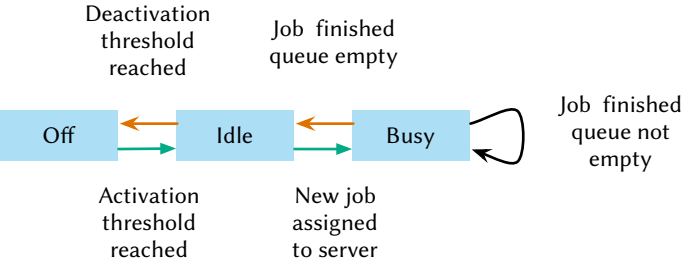 Deactivation
threshold
reached
Job finished
queue empty
Off
Idle
Busy
Job finished
queue not
empty
Activation
threshold
reached
New job
assigned
to server